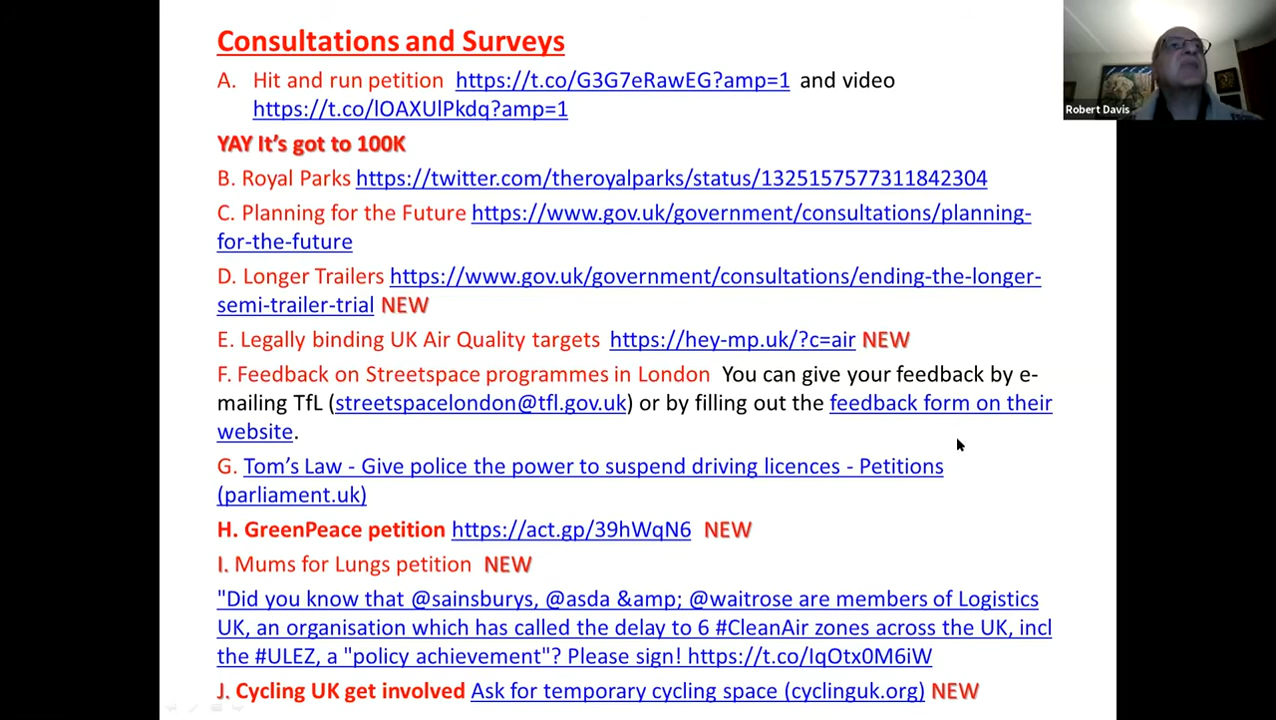 Consultations and Surveys
A. Hit and run petition https://t.co/G3G7eRawEG?amp=1 and video
https://t.co/lOAXUlPkdq?amp=1
YAY It's got to 100K
B. Royal Parks https://twitter.com/theroyalparks/status/1325157577311842304
C. Planning for the Future https://www.gov.uk/government/consultations/planning-
for-the-future
D. Longer Trailers https://www.gov.uk/government/consultations/ending-the-longer-
semi-trailer-trial NEW
E. Legally binding UK Air Quality targets https://hey-mp.uk/?c=air NEW
F. Feedback on Streetspace programmes in London You can give your feedback by e-
mailing TfL (streetspacelondon@tfl.gov.uk) or by filling out the feedback form on their
website.
G. Tom's Law - Give police the power to suspend driving licences - Petitions
(parliament.uk)
H. GreenPeace petition https://act.gp/39hWqN6 NEW
I. Mums for Lungs petition NEW
"Did you know that @sainsburys, @asda &amp; @waitrose are members of Logistics
UK, an organisation which has called the delay to 6 #CleanAir zones across the UK, incl
the #ULEZ, a "policy achievement"? Please sign! https://t.co/IqOtx0M6iW
J. Cycling UK get involved Ask for temporary cycling space (cyclinguk.org) NEW
Robert Davis